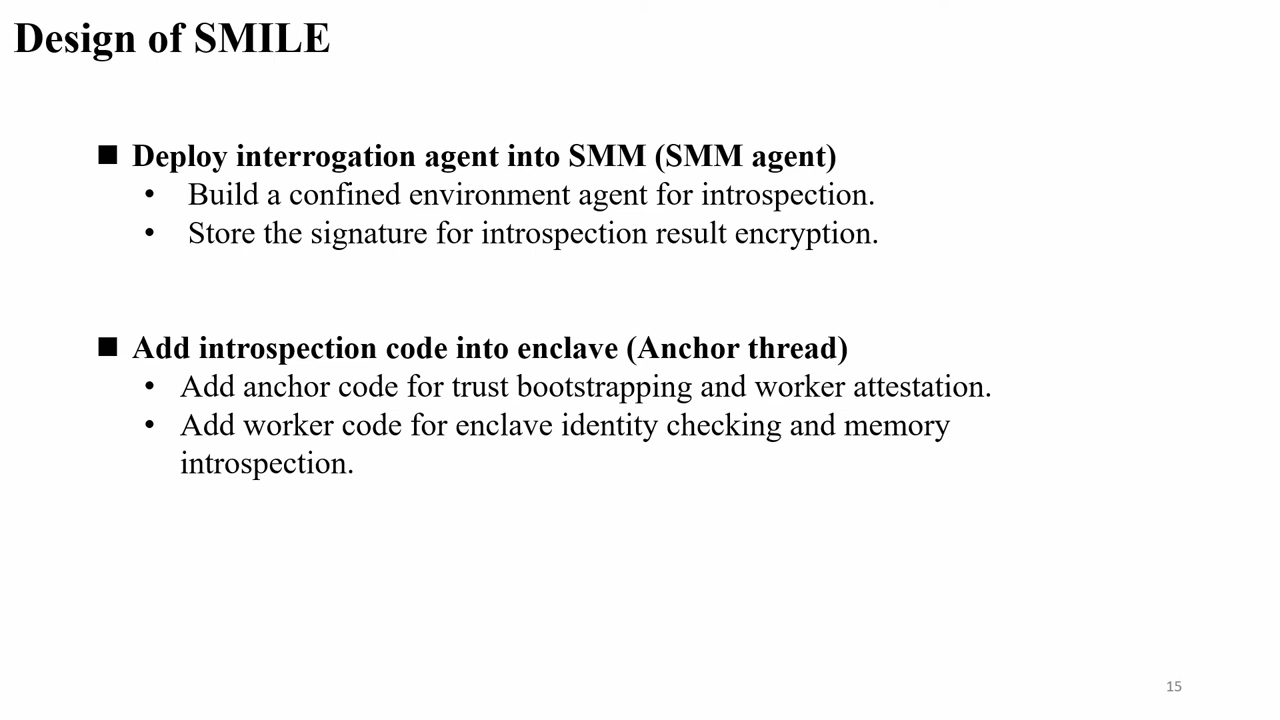 Design of SMILE
■ Deploy interrogation agent into SMM (SMM agent)
• Build a confined environment agent for introspection.
• Store the signature for introspection result encryption.
■ Add introspection code into enclave (Anchor thread)
• Add anchor code for trust bootstrapping and worker attestation.
• Add worker code for enclave identity checking and memory
introspection.
15